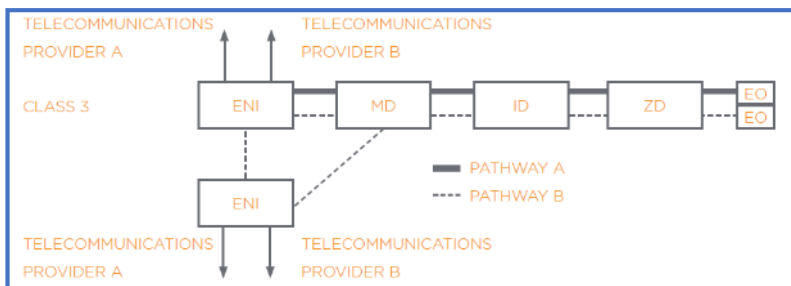 TELECOMMUNICATIONS TELECOMMUNICATIONS
PROVIDER A PROVIDER B
CLASS 3 ENI MD ID ZD EO
EO
PATHWAY A
PATHWAY B
ENI
TELECOMMUNICATIONS TELECOMMUNICATIONS
PROVIDER A PROVIDER B